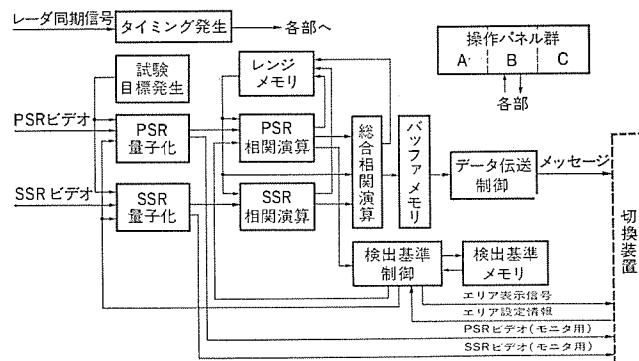 レーダ同期信号
タイミング発生
各部へ
操作パネル群
A B C
各部
試験
目標発生
レンジ
メモリ
PSRビデオ
PSR
量子化
PSR
相関演算
総合相関演算
バッファメモリ
データ伝送
制御
メッセージ
SSRビデオ
SSR
量子化
SSR
相関演算
切換装置
検出基準
制御
検出基準
メモリ
エリア表示信号
エリア設定情報
PSRビデオ(モニタ用)
SSRビデオ(モニタ用)